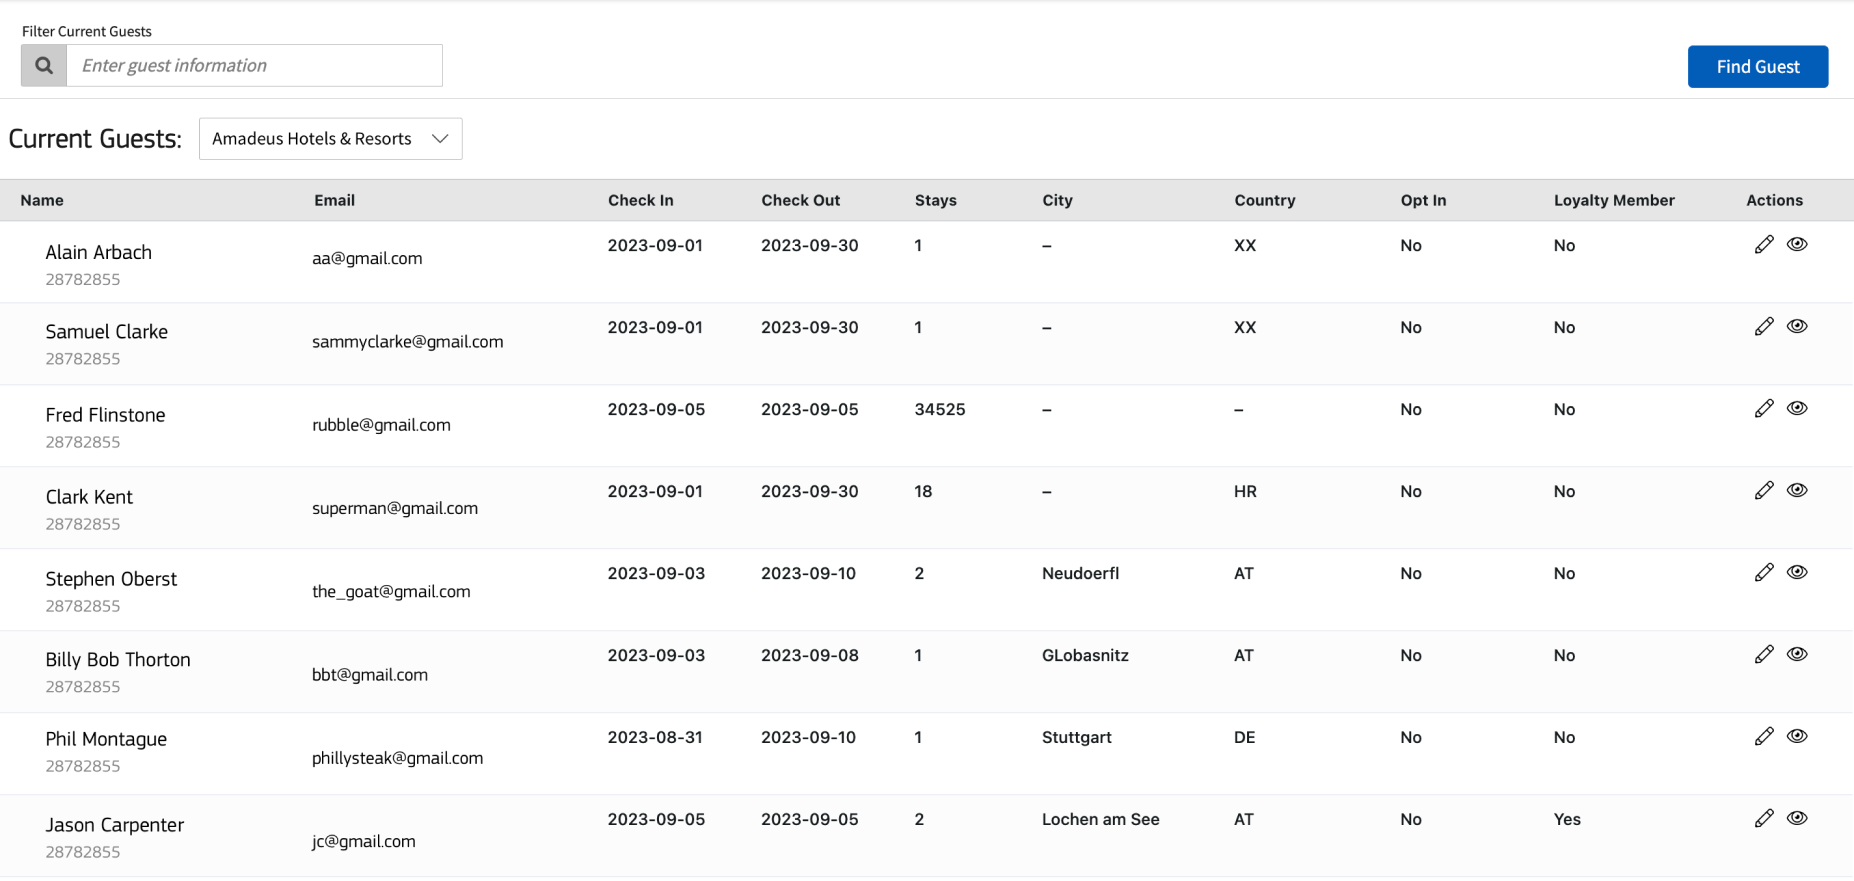 Filter Current Guests
Enter guest information
Find Guest
Current Guests: Amadeus Hotels & Resorts
Name Email Check In Check Out Stays City Country Opt In Loyalty Member Actions
Alain Arbach aa@gmail.com 2023-09-01 2023-09-30 1 – XX No No
28782855
Samuel Clarke sammyclarke@gmail.com 2023-09-01 2023-09-30 1 – XX No No
28782855
Fred Flinstone rubble@gmail.com 2023-09-05 2023-09-05 34525 – – No No
28782855
Clark Kent superman@gmail.com 2023-09-01 2023-09-30 18 – HR No No
28782855
Stephen Oberst the_goat@gmail.com 2023-09-03 2023-09-10 2 Neudoerfl AT No No
28782855
Billy Bob Thorton bbt@gmail.com 2023-09-03 2023-09-08 1 GLobasnitz AT No No
28782855
Phil Montague phillysteak@gmail.com 2023-08-31 2023-09-10 1 Stuttgart DE No No
28782855
Jason Carpenter jc@gmail.com 2023-09-05 2023-09-05 2 Lochen am See AT No Yes
28782855